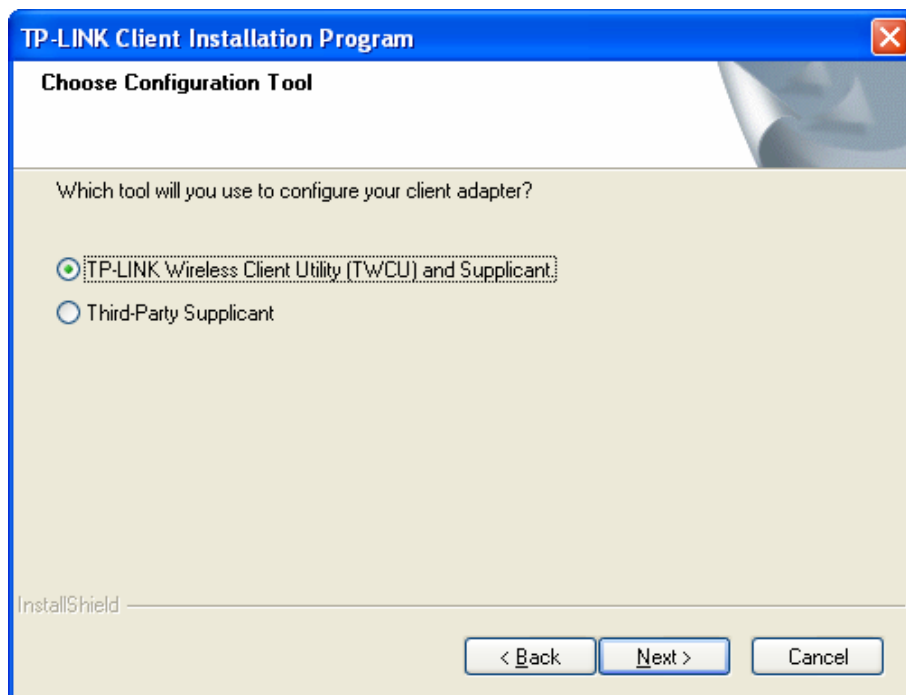 TP-LINK Client Installation Program
Choose Configuration Tool
Which tool will you use to configure your client adapter?
TP-LINK Wireless Client Utility (TWCU) and Supplicant.
Third-Party Supplicant
InstallShield
< Back Next > Cancel